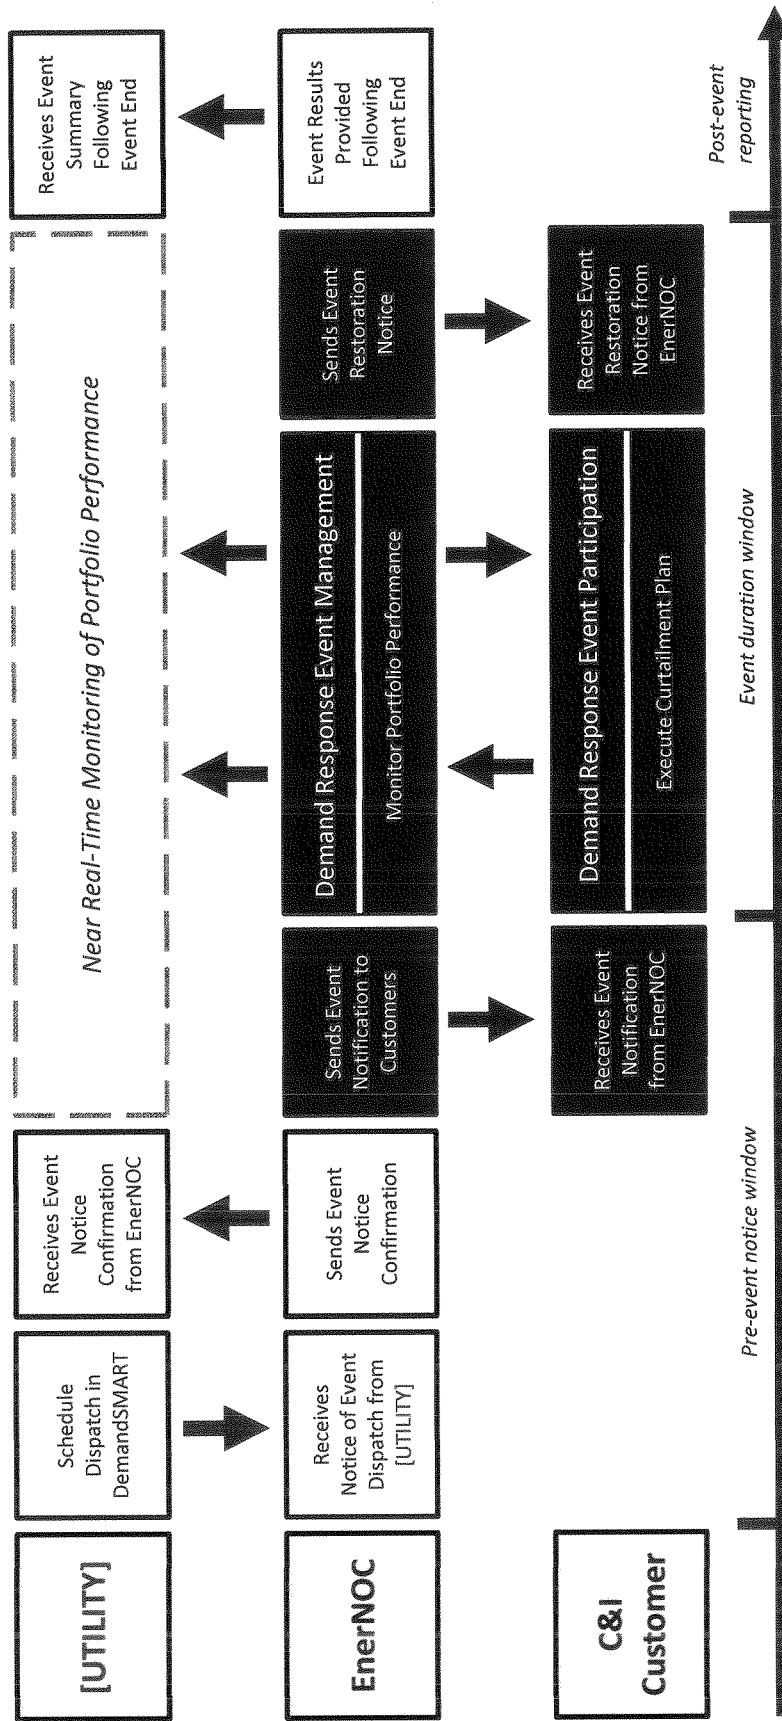 [UTILITY]
Schedule
Dispatch in
DemandSMART
Receives Event
Notice
Confirmation
from EnerNOC
Near Real-Time Monitoring of Portfolio Performance
Receives Event
Summary
Following
Event End
EnerNOC
Receives
Notice of Event
Dispatch from
[UTILITY]
Sends Event
Notice
Confirmation
Sends Event
Notification to
Customers
Demand Response Event Management
Monitor Portfolio Performance
Sends Event
Restoration
Notice
Event Results
Provided
Following
Event End
C&I
Customer
Receives Event
Notification
from EnerNOC
Demand Response Event Participation
Execute Curtailment Plan
Receives Event
Restoration
Notice from
EnerNOC
Pre-event notice window
Event duration window
Post-event
reporting